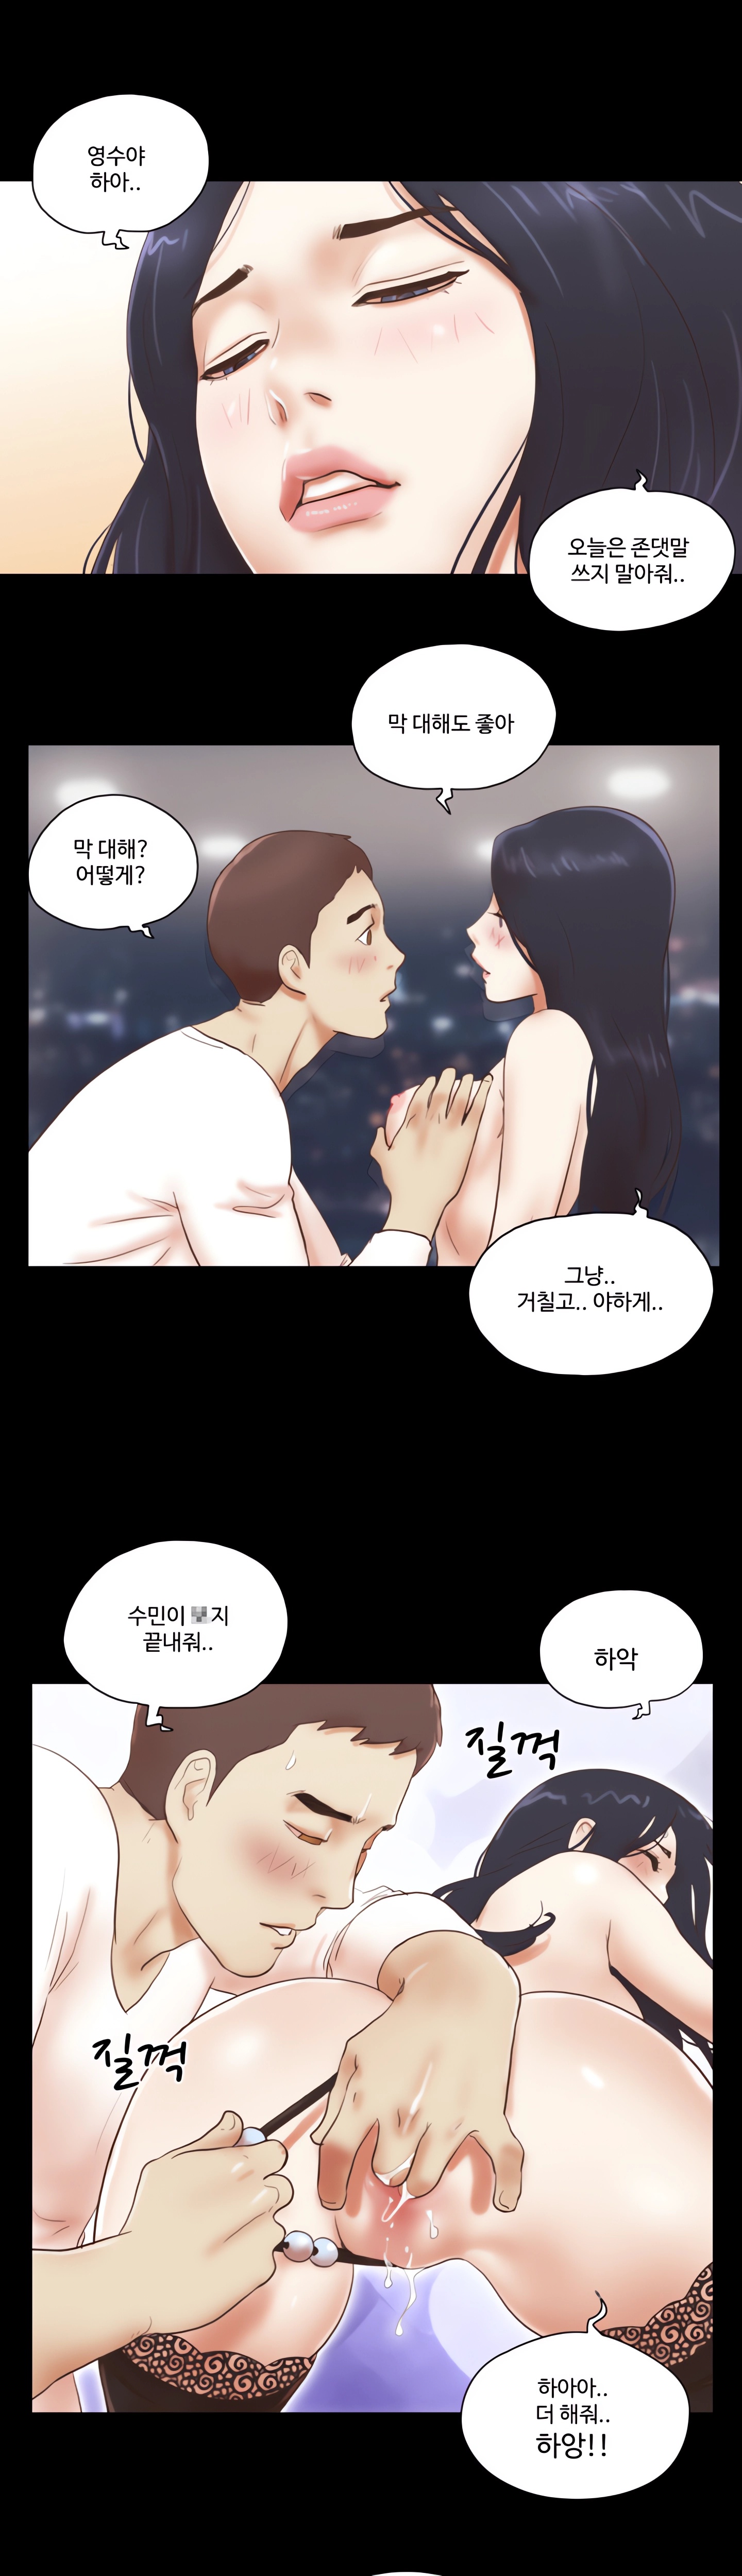 영수야
하아..
오늘은 존댓말
쓰지 말아줘..
막 대해도 좋아
막 대해?
어떻게?
그냥..
거칠고.. 야하게..
수민이 지
끝내줘..
하악
질꺽
질꺽
하아아..
더 해줘..
하앙!!